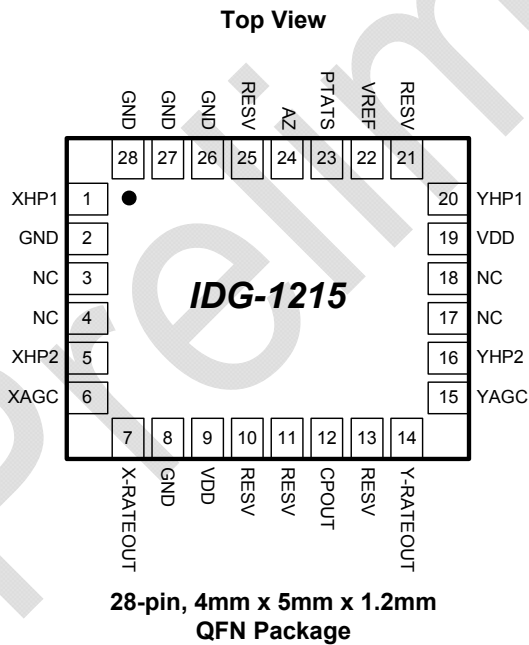 Top View
GND GND GND RESV AZ PTATS VREF RESV
28 27 26 25 24 23 22 21
XHP1 1 20 YHP1
GND 2 19 VDD
NC 3 18 NC
IDG-1215
NC 4 17 NC
XHP2 5 16 YHP2
XAGC 6 15 YAGC
7 8 9 10 11 12 13 14
X-RATEOUT GND VDD RESV RESV CPOUT RESV Y-RATEOUT
28-pin, 4mm x 5mm x 1.2mm
QFN Package
Prelim